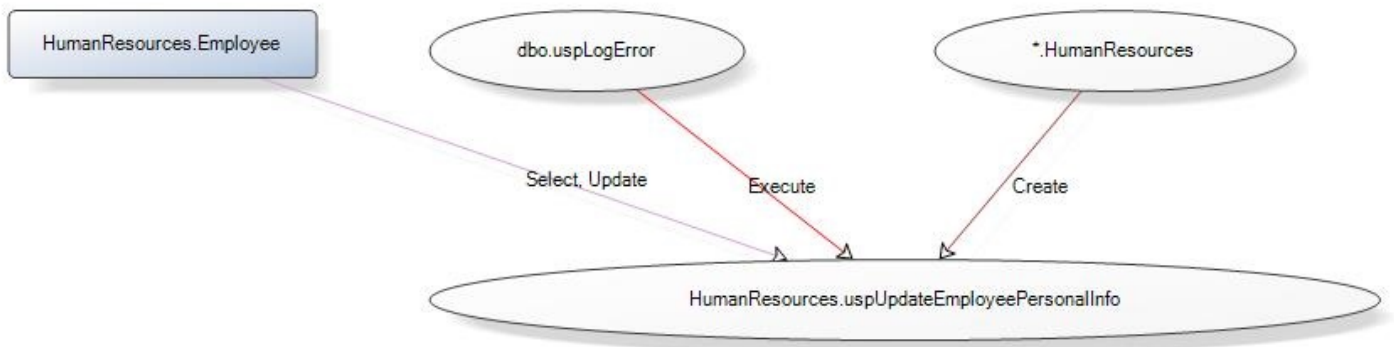 HumanResources.Employee
dbo.uspLogError
*.HumanResources
Select, Update
Execute
Create
HumanResources.uspUpdateEmployeePersonalInfo